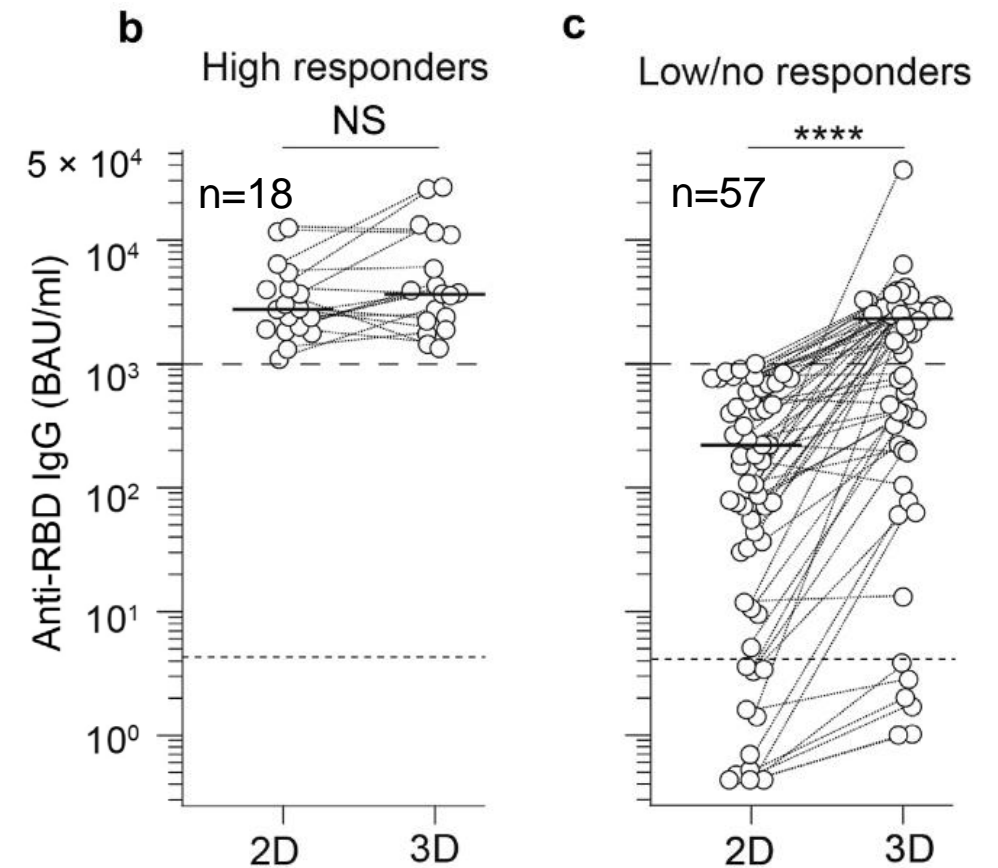 b
High responders
NS
n=18
c
Low/no responders
****
n=57
Anti-RBD IgG (BAU/ml)
5 × 10⁴
10⁴
10³
10²
10¹
10⁰
2D 3D
2D 3D